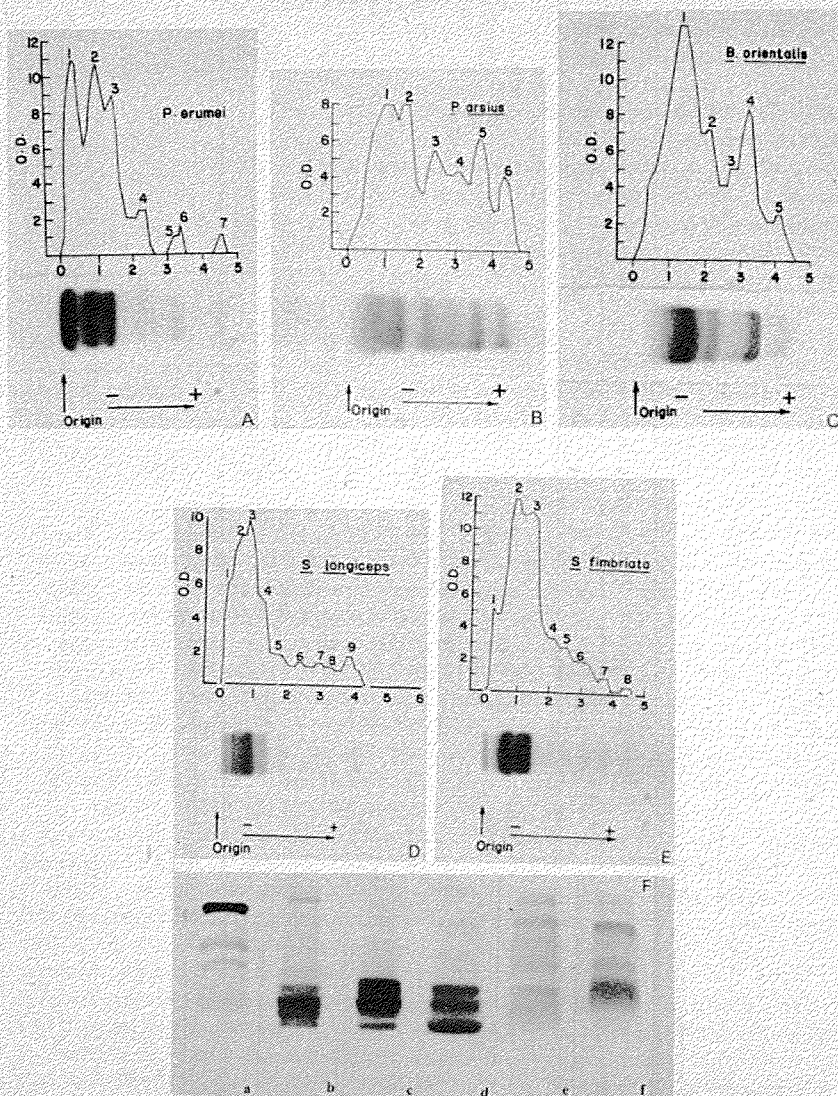 12
10
8
6
4
2
O.D.
1
2
3
4
5
6
7
P. erumei
0 1 2 3 4 5
− +
Origin
A
8
6
4
2
O.D
1
2
3
4
5
6
P arsius
0 1 2 3 4 5
− +
Origin
B
12
10
8
6
4
2
O.D.
1
2
3
4
5
B. orientalis
0 1 2 3 4 5
− +
Origin
C
10
8
6
4
2
O.D
1
2
3
4
5
6
7
8
9
S longiceps
0 1 2 3 4 5 6
− +
Origin
D
12
10
8
6
4
2
O.D
1
2
3
4
5
6
7
8
S fimbriata
0 1 2 3 4 5
− +
Origin
E
F
a b c d e f